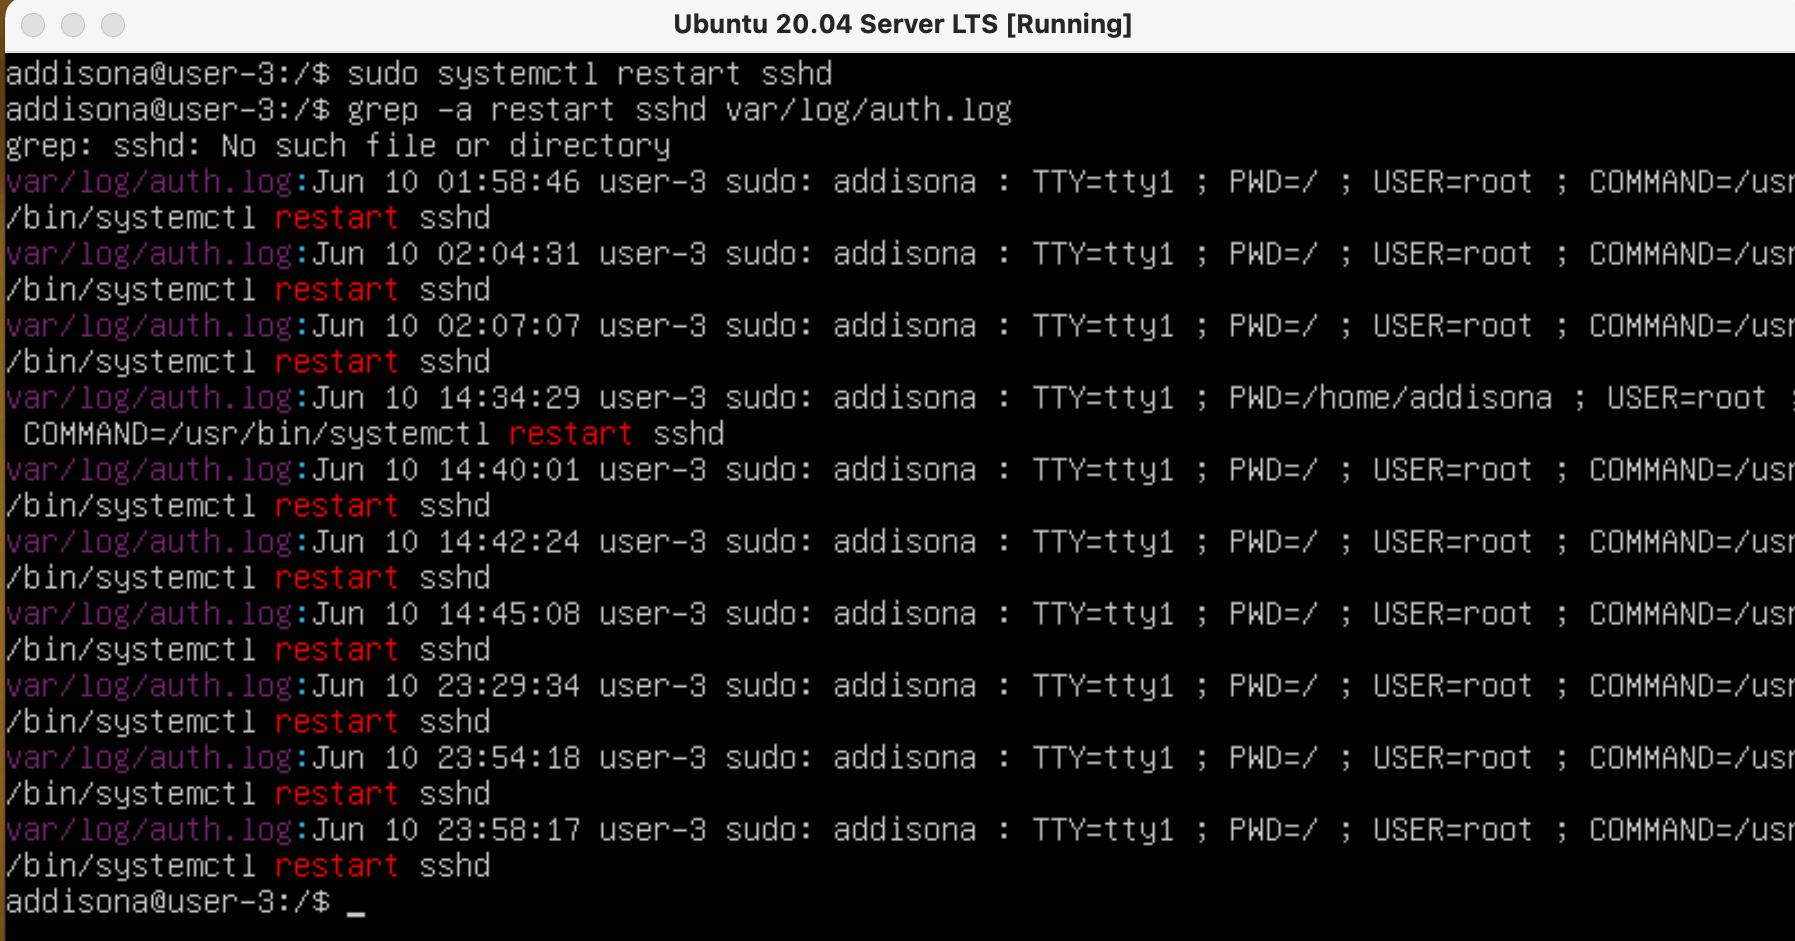 Ubuntu 20.04 Server LTS [Running]
addisona@user-3:/$ sudo systemctl restart sshd
addisona@user-3:/$ grep -a restart sshd var/log/auth.log
grep: sshd: No such file or directory
var/log/auth.log:Jun 10 01:58:46 user-3 sudo: addisona : TTY=tty1 ; PWD=/ ; USER=root ; COMMAND=/usr
/bin/systemctl restart sshd
var/log/auth.log:Jun 10 02:04:31 user-3 sudo: addisona : TTY=tty1 ; PWD=/ ; USER=root ; COMMAND=/usr
/bin/systemctl restart sshd
var/log/auth.log:Jun 10 02:07:07 user-3 sudo: addisona : TTY=tty1 ; PWD=/ ; USER=root ; COMMAND=/usr
/bin/systemctl restart sshd
var/log/auth.log:Jun 10 14:34:29 user-3 sudo: addisona : TTY=tty1 ; PWD=/home/addisona ; USER=root ;
COMMAND=/usr/bin/systemctl restart sshd
var/log/auth.log:Jun 10 14:40:01 user-3 sudo: addisona : TTY=tty1 ; PWD=/ ; USER=root ; COMMAND=/usr
/bin/systemctl restart sshd
var/log/auth.log:Jun 10 14:42:24 user-3 sudo: addisona : TTY=tty1 ; PWD=/ ; USER=root ; COMMAND=/usr
/bin/systemctl restart sshd
var/log/auth.log:Jun 10 14:45:08 user-3 sudo: addisona : TTY=tty1 ; PWD=/ ; USER=root ; COMMAND=/usr
/bin/systemctl restart sshd
var/log/auth.log:Jun 10 23:29:34 user-3 sudo: addisona : TTY=tty1 ; PWD=/ ; USER=root ; COMMAND=/usr
/bin/systemctl restart sshd
var/log/auth.log:Jun 10 23:54:18 user-3 sudo: addisona : TTY=tty1 ; PWD=/ ; USER=root ; COMMAND=/usr
/bin/systemctl restart sshd
var/log/auth.log:Jun 10 23:58:17 user-3 sudo: addisona : TTY=tty1 ; PWD=/ ; USER=root ; COMMAND=/usr
/bin/systemctl restart sshd
addisona@user-3:/$ _